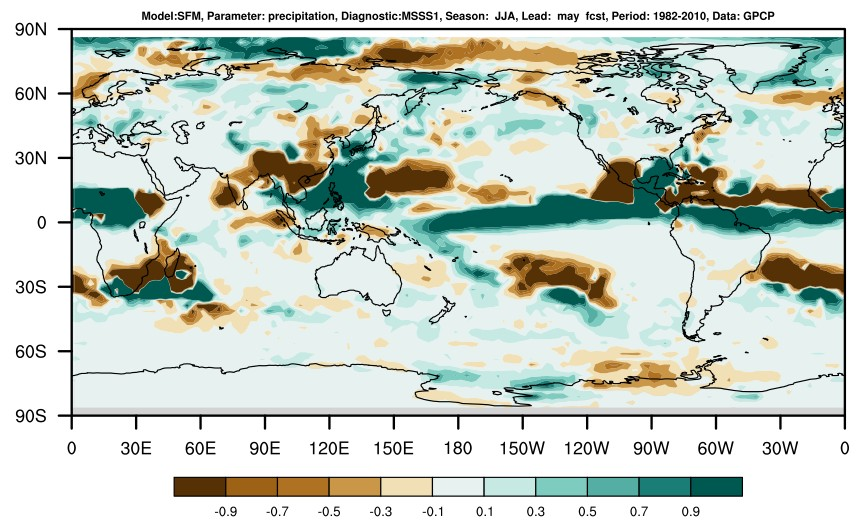 Model:SFM, Parameter: precipitation, Diagnostic:MSSS1, Season: JJA, Lead: may fcst, Period: 1982-2010, Data: GPCP
90N
60N
30N
0
30S
60S
90S
0 30E 60E 90E 120E 150E 180 150W 120W 90W 60W 30W 0
-0.9 -0.7 -0.5 -0.3 -0.1 0.1 0.3 0.5 0.7 0.9